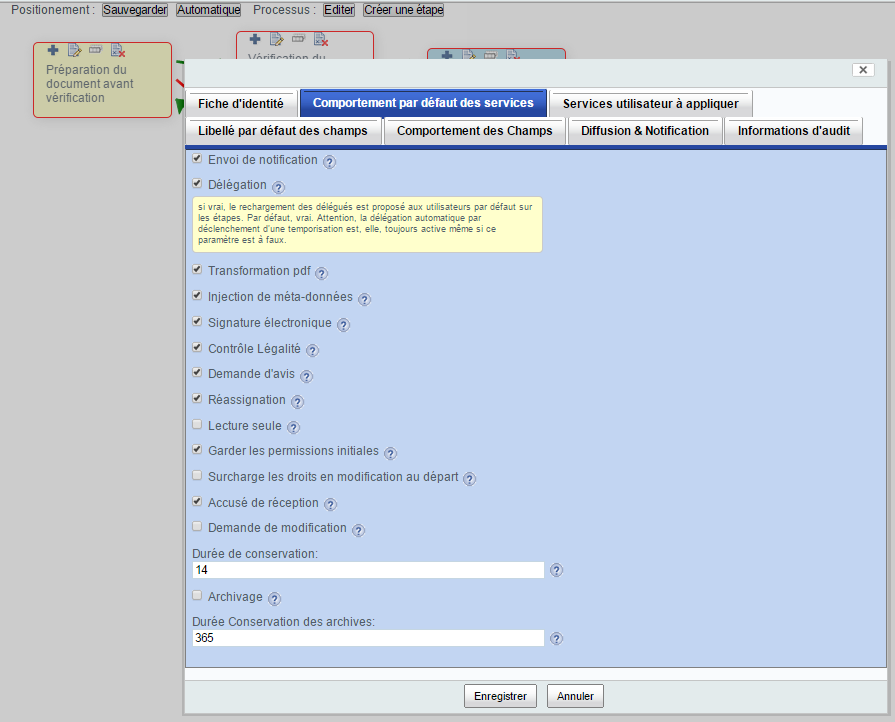 Positionement : Sauvegarder Automatique Processus : Editer Créer une étape
Préparation du
document avant
vérification
Vérification du
Fiche d'identité Comportement par défaut des services Services utilisateur à appliquer
Libellé par défaut des champs Comportement des Champs Diffusion & Notification Informations d'audit
Envoi de notification ?
Délégation ?
si vrai, le rechargement des délégués est proposé aux utilisateurs par défaut sur
les étapes. Par défaut, vrai. Attention, la délégation automatique par
déclenchement d'une temporisation est, elle, toujours active même si ce
paramètre est à faux.
Transformation pdf ?
Injection de méta-données ?
Signature électronique ?
Contrôle Légalité ?
Demande d'avis ?
Réassignation ?
Lecture seule ?
Garder les permissions initiales ?
Surcharge les droits en modification au départ ?
Accusé de réception ?
Demande de modification ?
Durée de conservation:
14 ?
Archivage ?
Durée Conservation des archives:
365 ?
Enregistrer Annuler